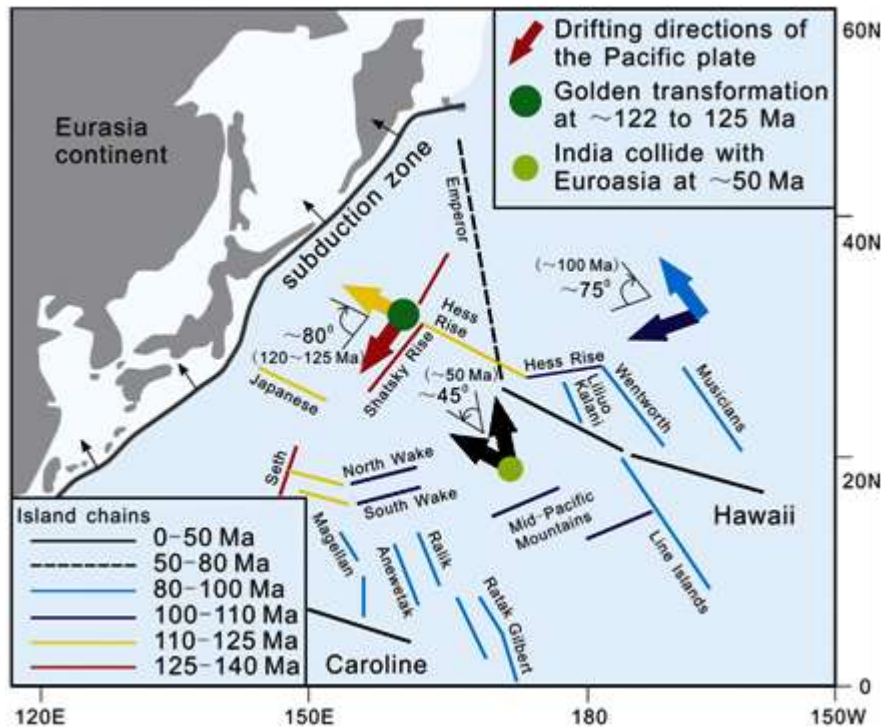 Drifting directions of
the Pacific plate
Golden transformation
at ~122 to 125 Ma
India collide with
Euroasia at ~50 Ma
60N
Eurasia
continent
subduction zone
Emperor
40N
(~100 Ma)
~75⁰
~80⁰
(120~125 Ma)
Hess
Rise
Shatsky Rise
Japanese
(~50 Ma)
~45⁰
Hess Rise
Liliuo
Kalani
Wentworth
Musicians
Seth
North Wake
South Wake
20N
Mid-Pacific
Mountains
Hawaii
Line Islands
Magellan
Anewetak
Ralik
Ratak Gilbert
Caroline
Island chains
0-50 Ma
50-80 Ma
80-100 Ma
100-110 Ma
110-125 Ma
125-140 Ma
0
120E
150E
180
150W